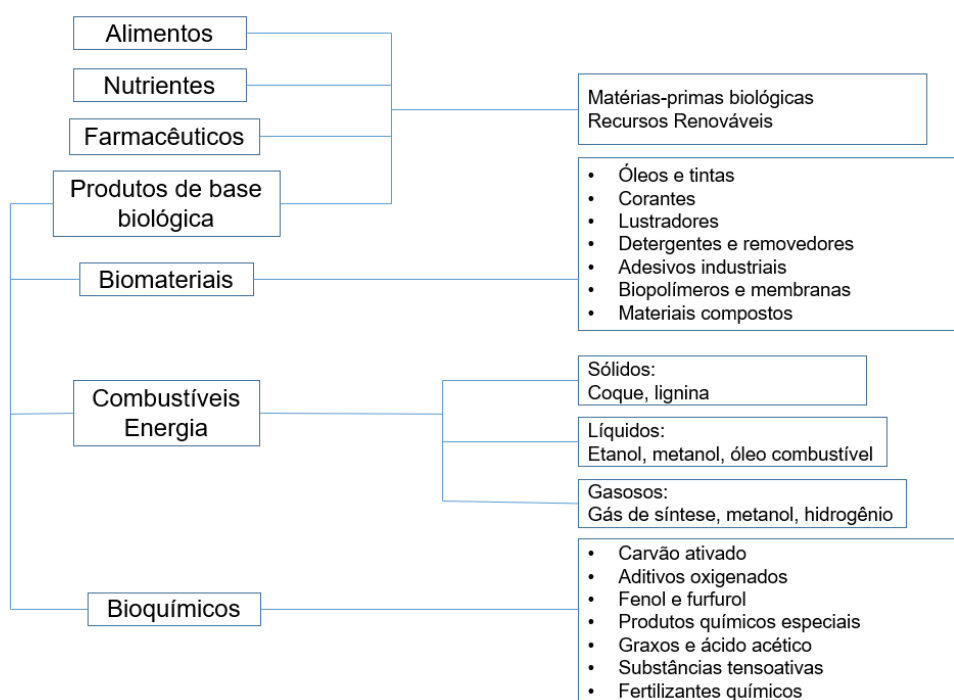 Alimentos
Nutrientes
Farmacêuticos
Produtos de base
biológica
Biomateriais
Combustíveis
Energia
Bioquímicos
Matérias-primas biológicas
Recursos Renováveis
• Óleos e tintas
• Corantes
• Lustradores
• Detergentes e removedores
• Adesivos industriais
• Biopolímeros e membranas
• Materiais compostos
Sólidos:
Coque, lignina
Líquidos:
Etanol, metanol, óleo combustível
Gasosos:
Gás de síntese, metanol, hidrogênio
• Carvão ativado
• Aditivos oxigenados
• Fenol e furfurol
• Produtos químicos especiais
• Graxos e ácido acético
• Substâncias tensoativas
• Fertilizantes químicos